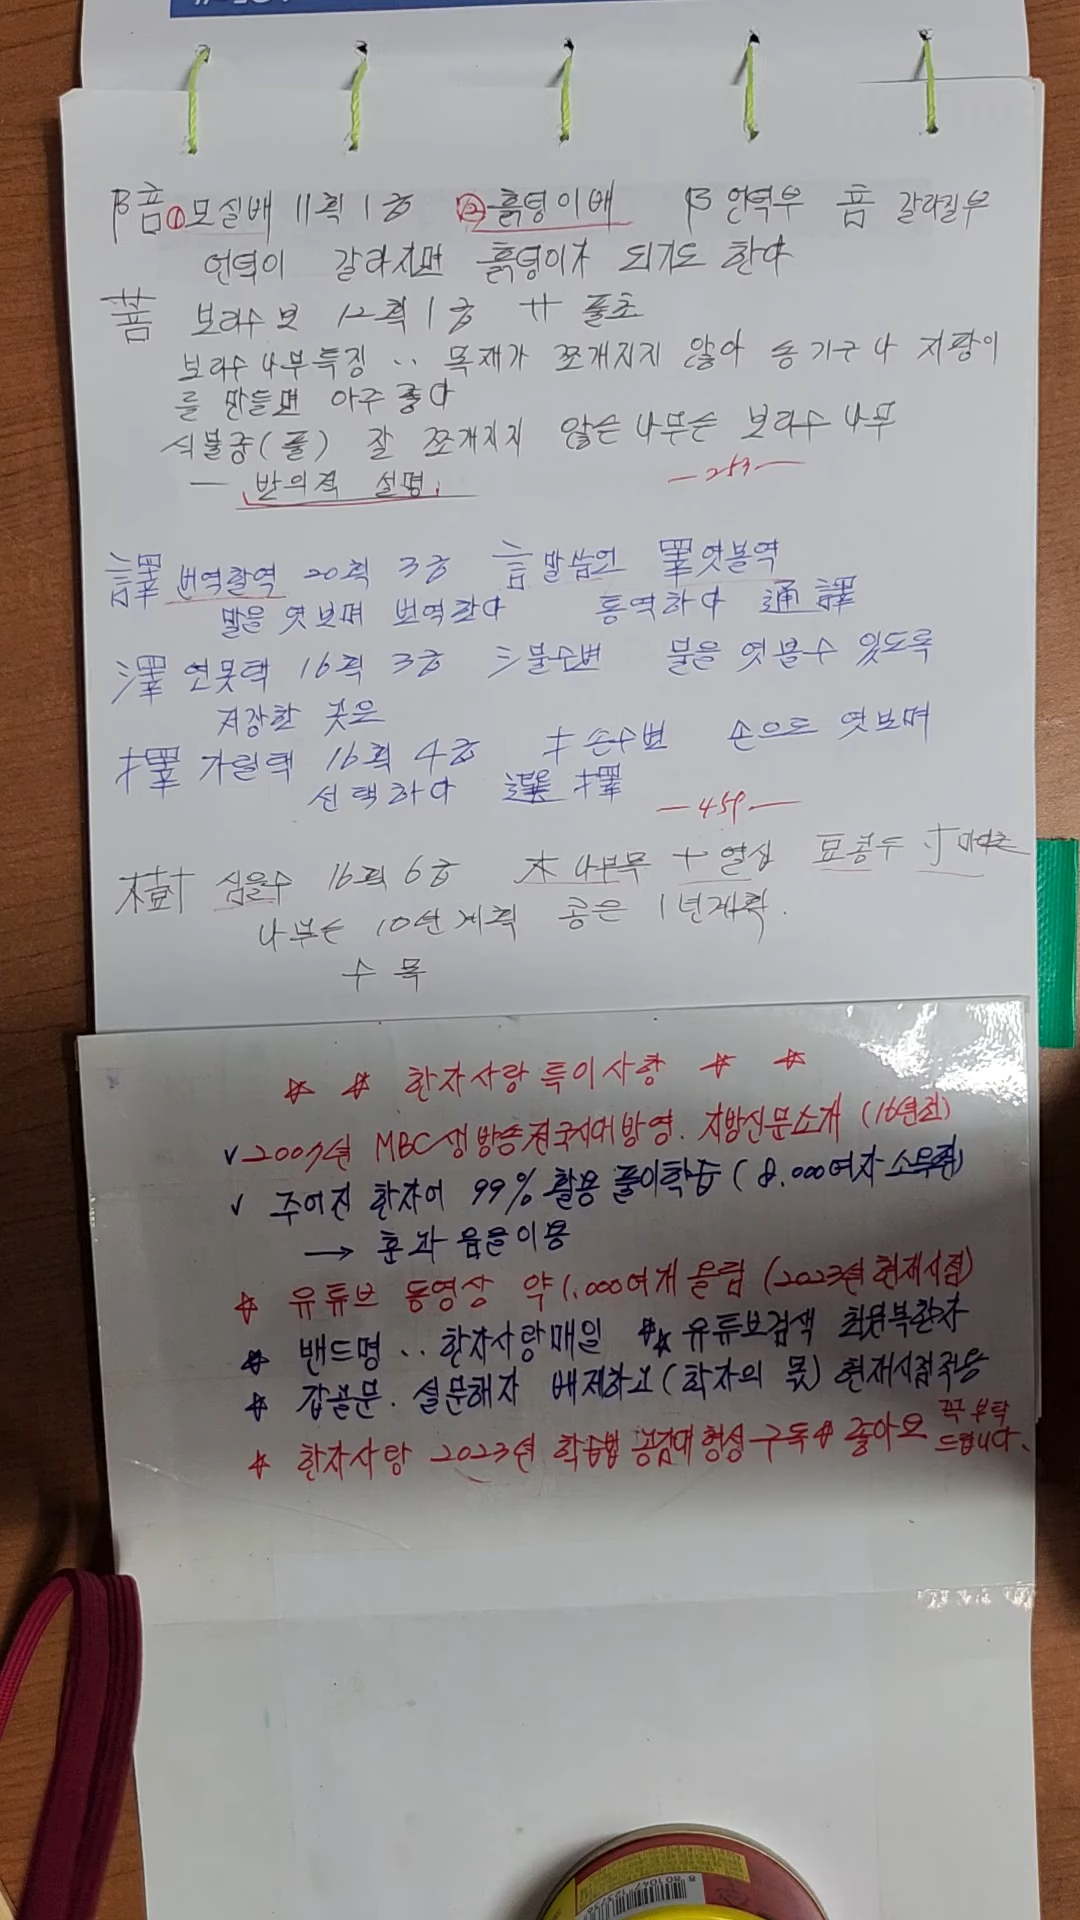 陪 ①모실배 11획 1급 ②흙덩이배 阝언덕부 咅 갈라질부
언덕이 갈라지면 흙덩이가 되기도 한다
菩 보리수 보 12획 1급 艹 풀초
보리수 나무 특징 .. 목재가 쪼개지지 않아 농기구나 지팡이
를 만들면 아주 좋다
식물중(풀) 잘 쪼개지지 않은 나무는 보리수 나무
— 반의적 설명. —253—
譯 번역할역 20획 3급 言 말씀언 睪엿볼역
말을 엿보며 번역한다 통역하다 通譯
澤 연못택 16획 3급 氵물수변 물을 엿볼수 있도록
저장한 곳은
擇 가릴택 16획 4급 扌손수변 손으로 엿보며
선택하다 選擇 —459—
樹 심을수 16획 6급 木 나무목 十 열십 豆콩두 寸마디촌
나무는 10년계획 콩은 1년계획.
수목
☆ ☆ 한자사랑 특이사항 ☆ ☆
√ 2007년 MBC생방송전국지대방영. 지방신문소개 (16년전)
√ 주어진 한자어 99% 활용 풀이학습 (8.000여자 소유권)
→ 훈과 음을이용
☆ 유튜브 동영상 약1.000여개 올림 (2023년 현재시점)
☆ 밴드명 .. 한자사랑매일 ☆☆ 유튜브검색 최용복한자
☆ 갑골문. 설문해자 배제하고(학자의 몫) 현재시점적용
☆ 한자사랑 2023년 학습법 공감대 형성 구독☆좋아요 꼭 부탁
드립니다.
8 801047 123736